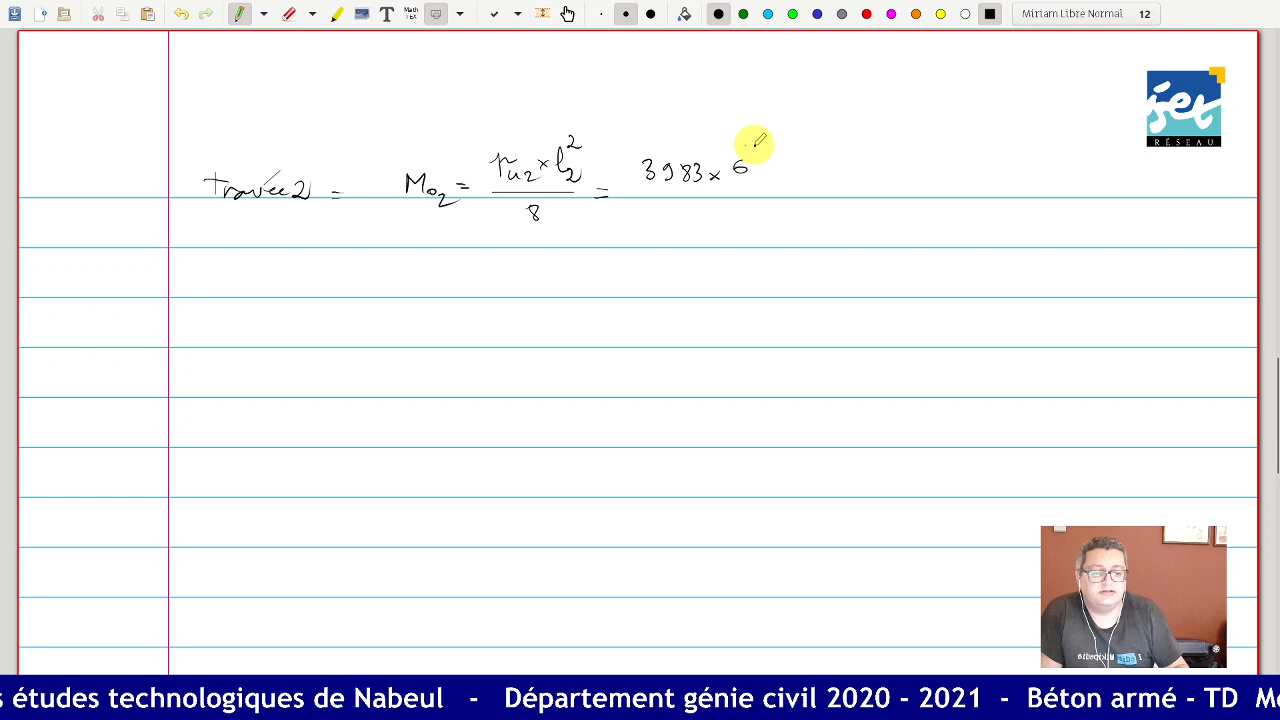 Miriam Libre Normal 12
iset
RÉSEAU
Travée 2 = M₀₂ = (Pu2 × l₂²) / 8 = 3983 × 6
s études technologiques de Nabeul - Département génie civil 2020 - 2021 - Béton armé - TD M